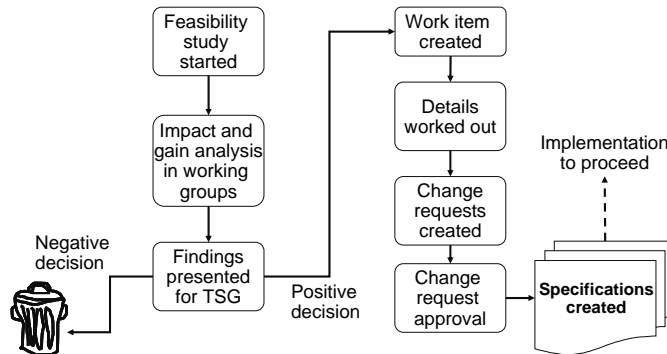 Feasibility
study
started
Impact and
gain analysis
in working
groups
Findings
presented
for TSG
Negative
decision
Positive
decision
Work item
created
Details
worked out
Change
requests
created
Change
request
approval
Implementation
to proceed
Specifications
created